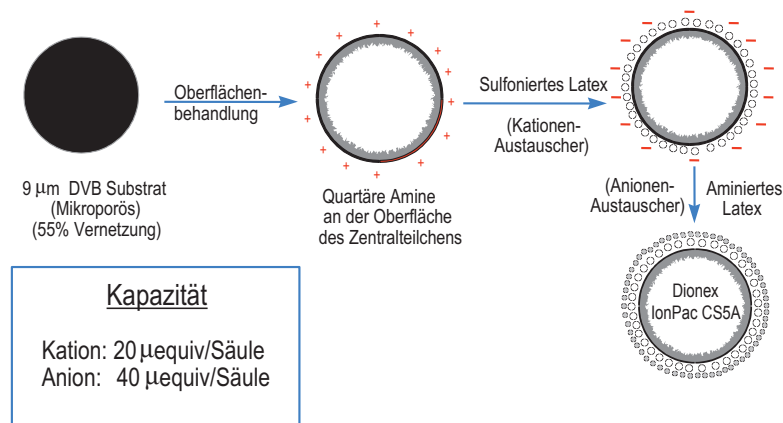 Oberflächen-
behandlung
Sulfoniertes Latex
(Kationen-
Austauscher)
9 µm DVB Substrat
(Mikroporös)
(55% Vernetzung)
Quartäre Amine
an der Oberfläche
des Zentralteilchens
(Anionen-
Austauscher)
Aminiertes
Latex
Dionex
IonPac CS5A
Kapazität
Kation: 20 µequiv/Säule
Anion: 40 µequiv/Säule